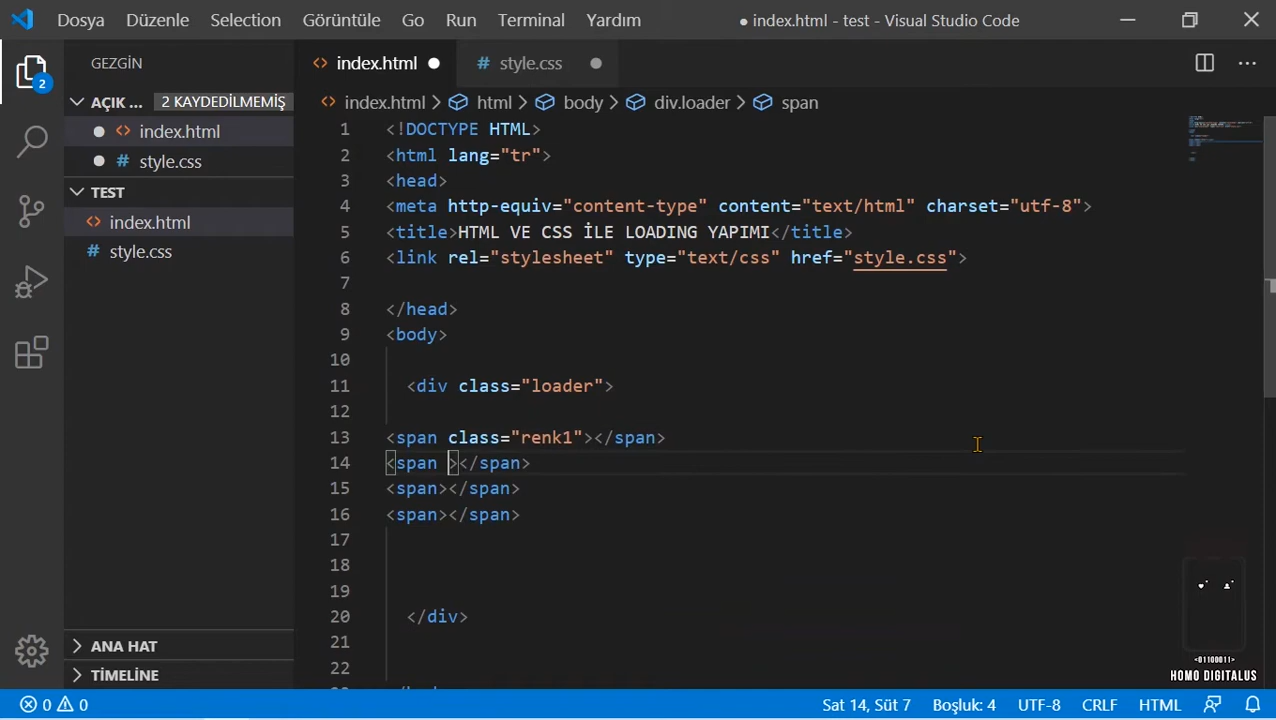 Dosya Düzenle Selection Görüntüle Go Run Terminal Yardım ● index.html - test - Visual Studio Code
GEZGİN
index.html ●
# style.css ●
2
AÇIK ... 2 KAYDEDİLMEMİŞ
● index.html
● # style.css
TEST
index.html
# style.css
index.html > html > body > div.loader > span
1 <!DOCTYPE HTML>
2 <html lang="tr">
3 <head>
4 <meta http-equiv="content-type" content="text/html" charset="utf-8">
5 <title>HTML VE CSS İLE LOADING YAPIMI</title>
6 <link rel="stylesheet" type="text/css" href="style.css">
7
8 </head>
9 <body>
10
11 <div class="loader">
12
13 <span class="renk1"></span>
14 <span ></span>
15 <span></span>
16 <span></span>
17
18
19
20 </div>
21
22
ANA HAT
TİMELİNE
<01100011>
HOMO DIGITALUS
0 0 Sat 14, Süt 7 Boşluk: 4 UTF-8 CRLF HTML